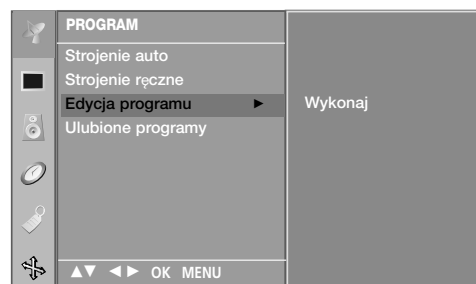 PROGRAM
Strojenie auto
Strojenie ręczne
Edycja programu ►
Wykonaj
Ulubione programy
▲▼ ◄► OK MENU